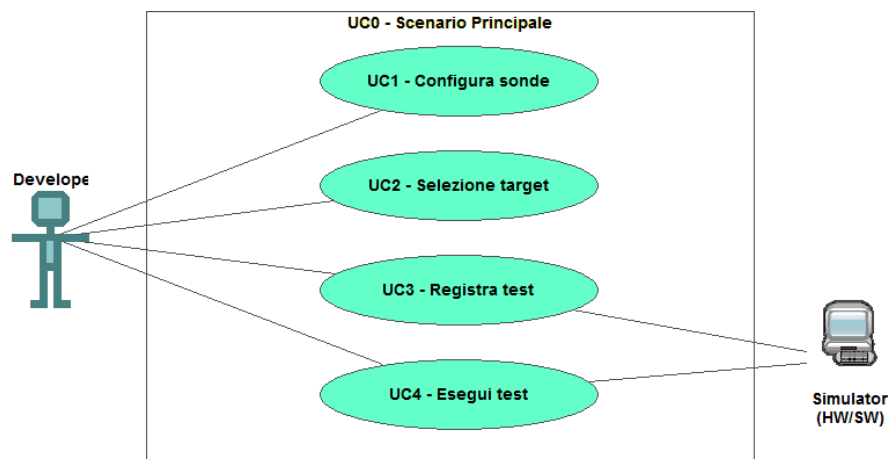 UC0 - Scenario Principale
UC1 - Configura sonde
Develope
UC2 - Selezione target
UC3 - Registra test
UC4 - Esegui test
Simulator
(HW/SW)